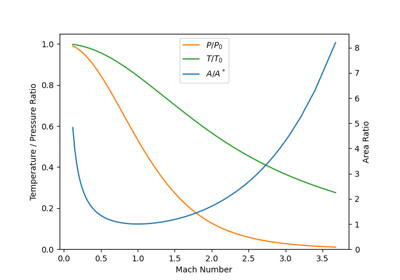 P/P₀
T/T₀
A/A*
1.0
0.8
0.6
0.4
0.2
0.0
Temperature / Pressure Ratio
8
7
6
5
4
3
2
1
0
Area Ratio
0.0 0.5 1.0 1.5 2.0 2.5 3.0 3.5
Mach Number